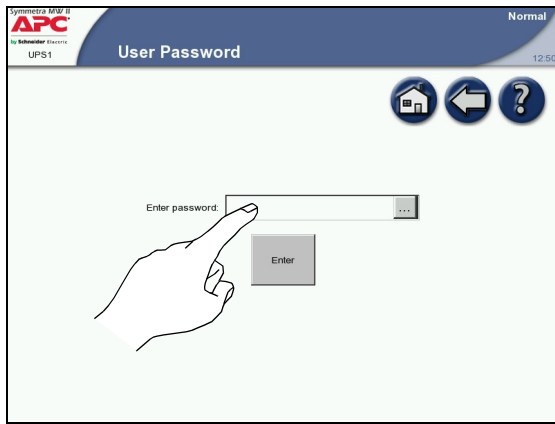 Symmetra MW II
APC
by Schneider Electric
UPS1
User Password
Normal
12:50
?
Enter password:
...
Enter